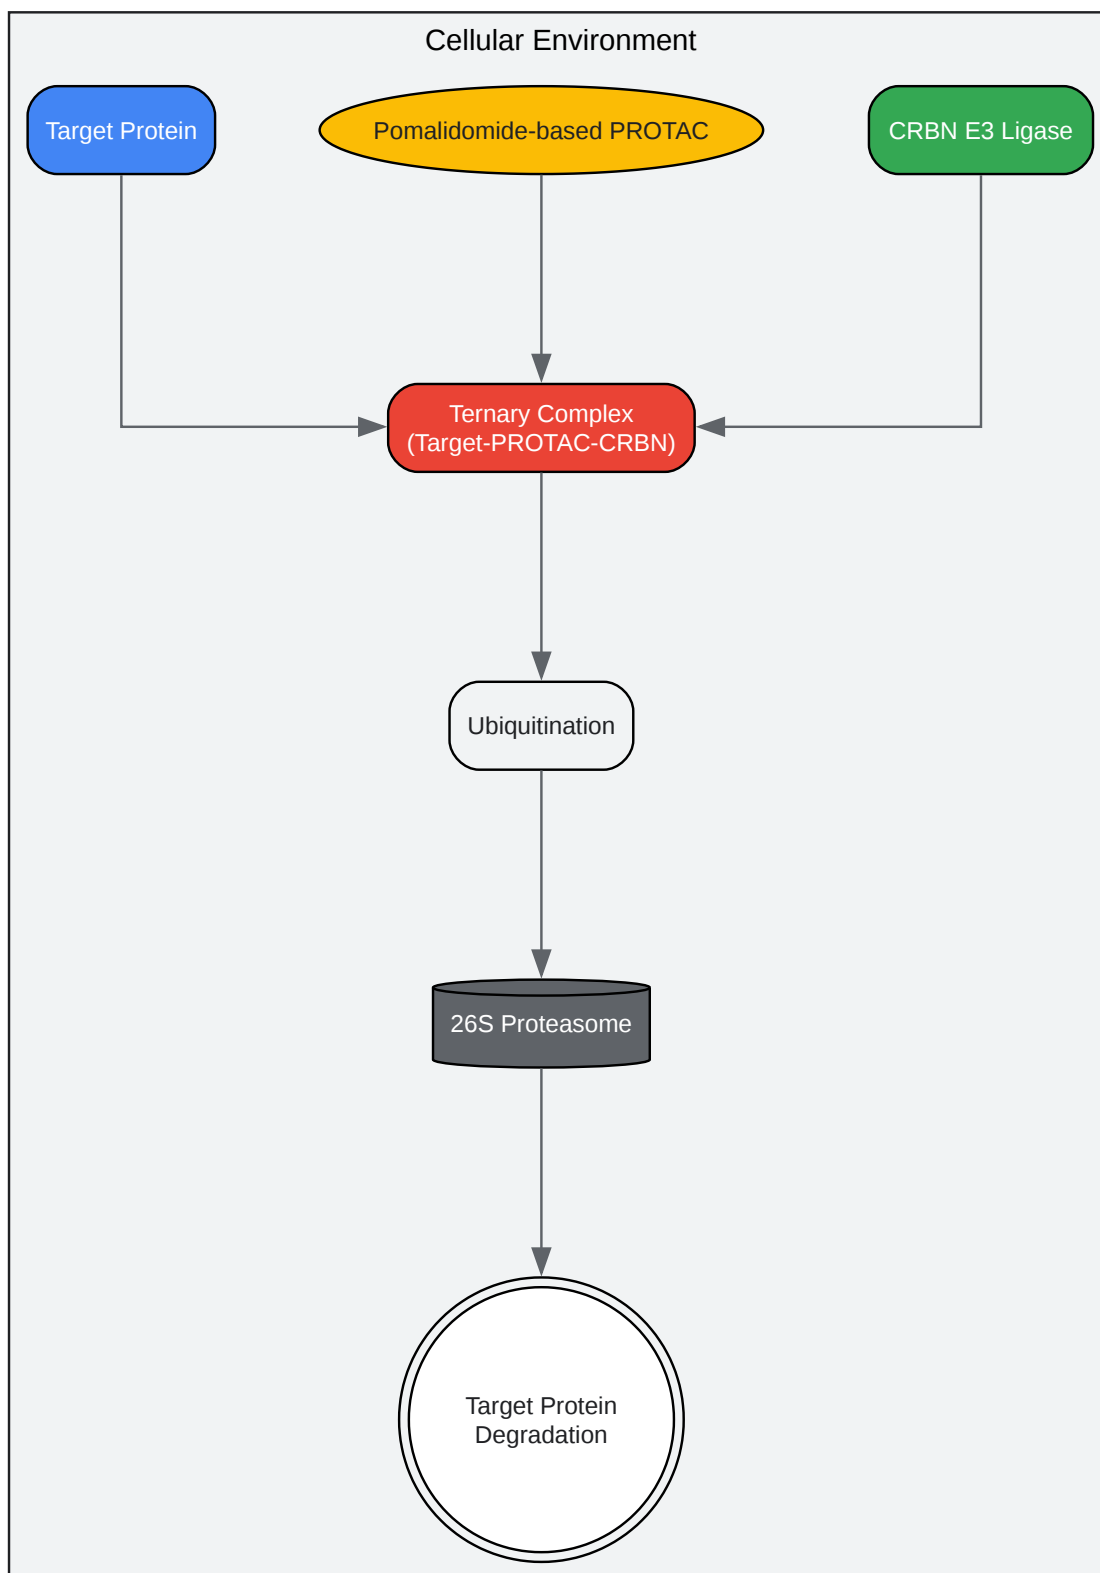 Cellular Environment
Target Protein
Pomalidomide-based PROTAC
CRBN E3 Ligase
Ternary Complex
(Target-PROTAC-CRBN)
Ubiquitination
26S Proteasome
Target Protein
Degradation